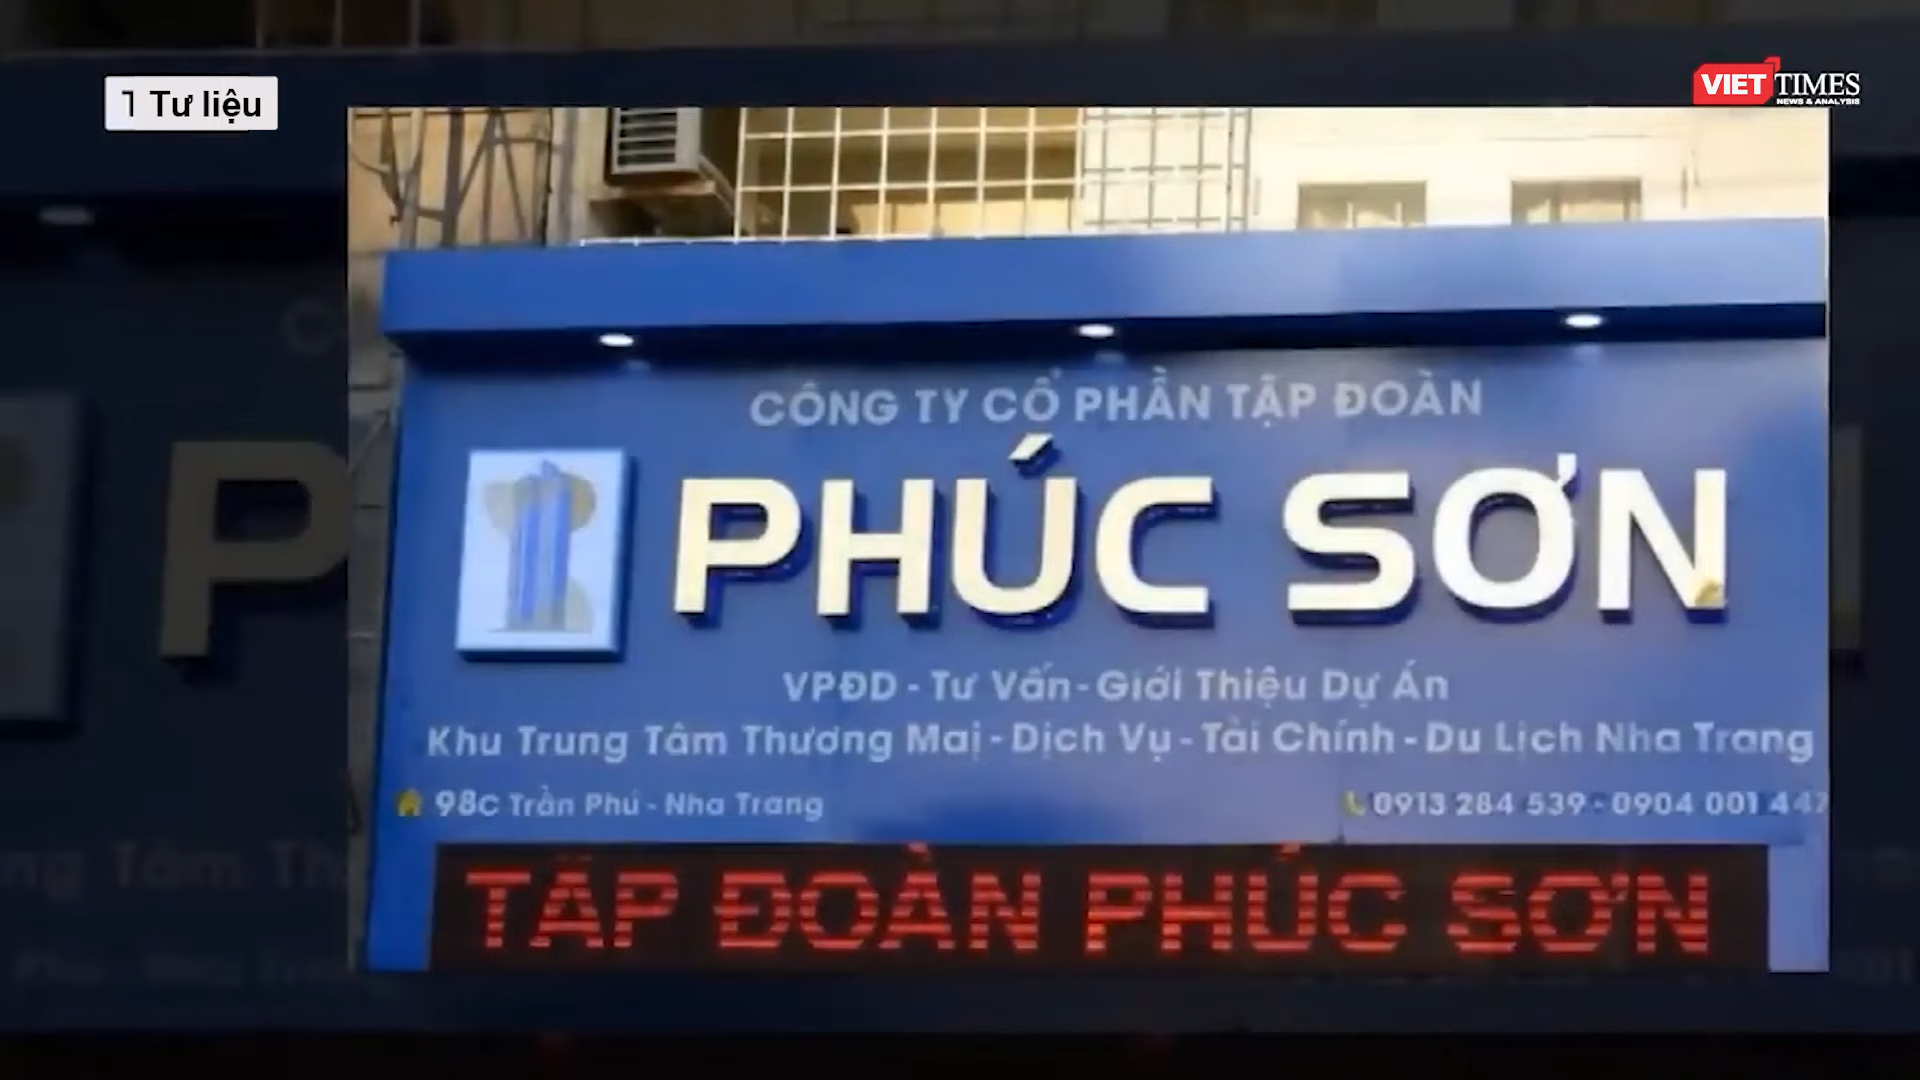 1 Tư liệu
VIET TIMES
NEWS & ANALYSIS
CÔNG TY CỔ PHẦN TẬP ĐOÀN
PHÚC SƠN
VPĐD - Tư Vấn - Giới Thiệu Dự Án
Khu Trung Tâm Thương Mại - Dịch Vụ - Tài Chính - Du Lịch Nha Trang
98C Trần Phú - Nha Trang
0913 284 539 - 0904 001 447
TẬP ĐOÀN PHÚC SƠN